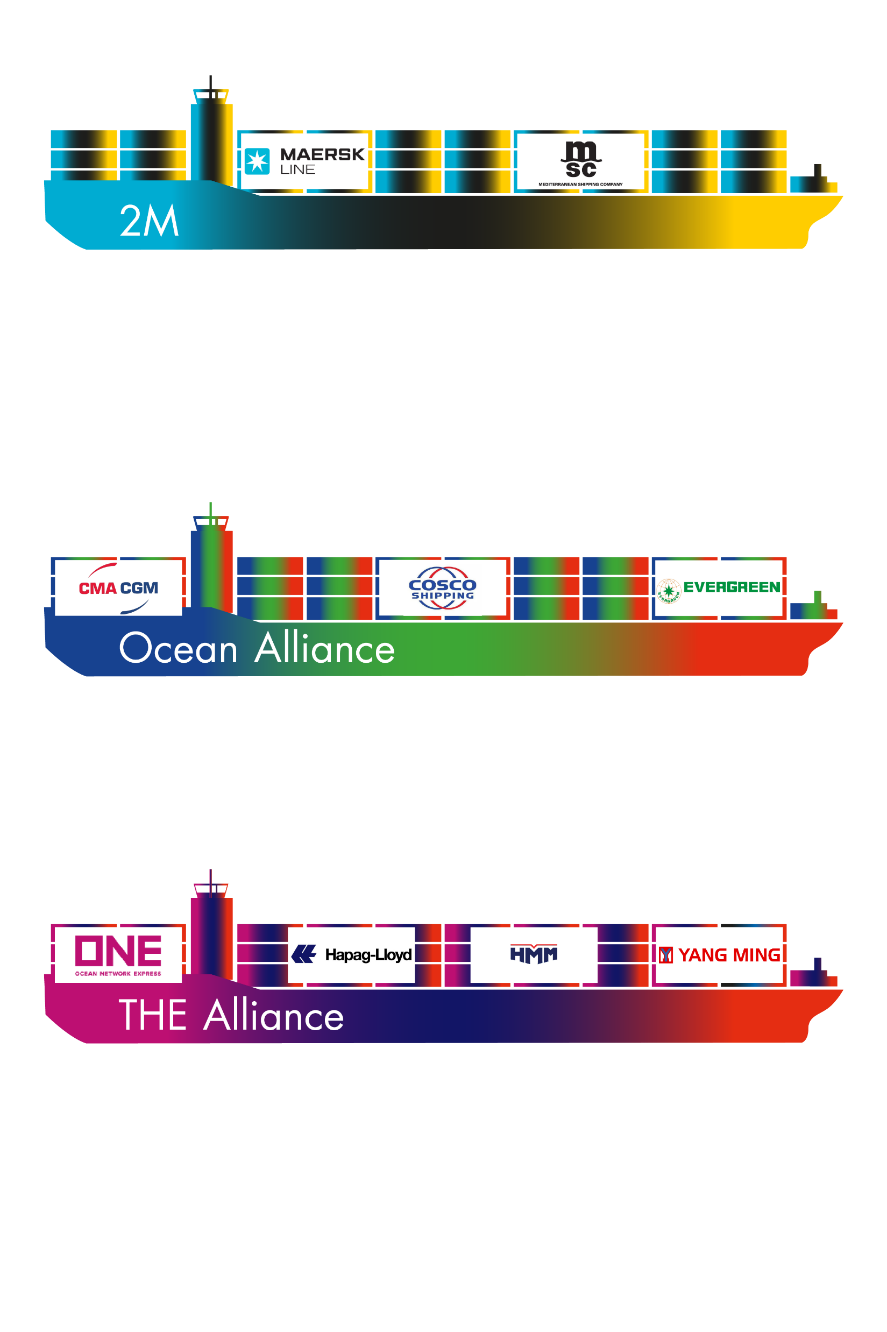 MAERSK
LINE
msc
MEDITERRANEAN SHIPPING COMPANY
2M
CMA CGM
COSCO
SHIPPING
EVERGREEN
Ocean Alliance
ONE
OCEAN NETWORK EXPRESS
Hapag-Lloyd
HMM
YANG MING
THE Alliance